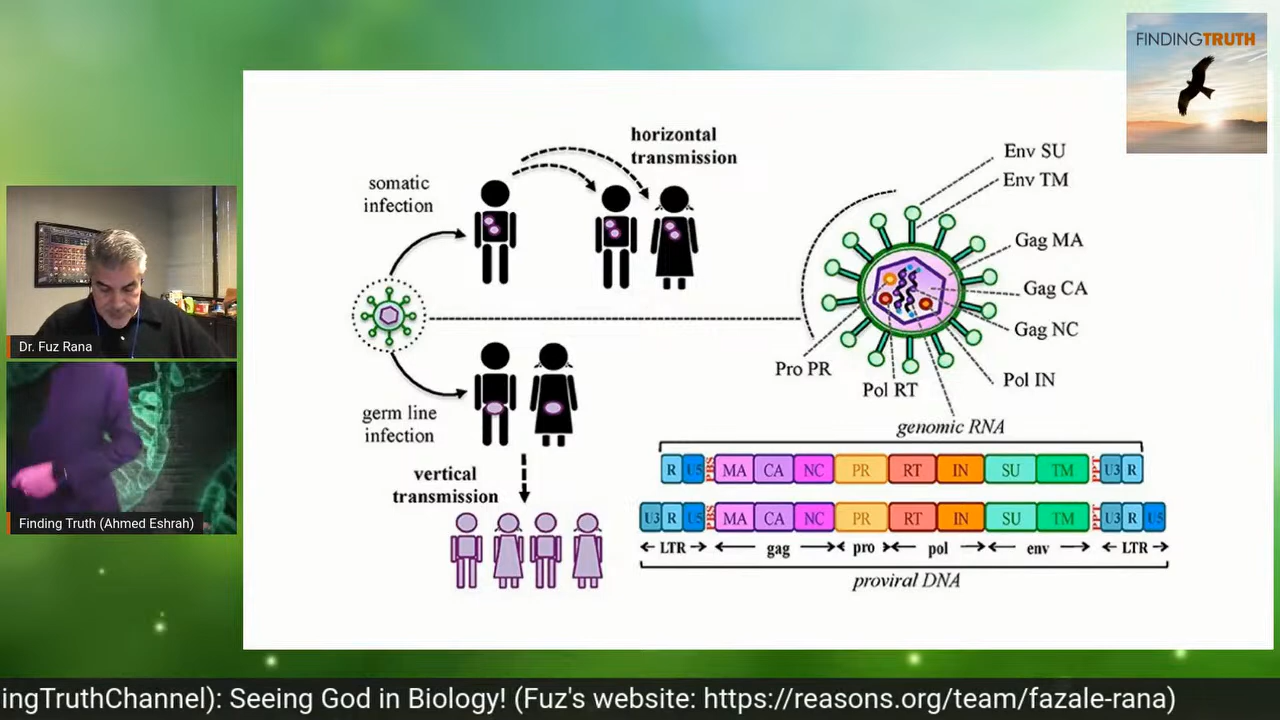 FINDINGTRUTH
horizontal
transmission
somatic
infection
germ line
infection
vertical
transmission
Env SU
Env TM
Gag MA
Gag CA
Gag NC
Pol IN
Pro PR
Pol RT
genomic RNA
R U5 PBS MA CA NC PR RT IN SU TM PPT U3 R
U3 R U5 PBS MA CA NC PR RT IN SU TM PPT U3 R U5
LTR gag pro pol env LTR
proviral DNA
Dr. Fuz Rana
Finding Truth (Ahmed Eshrah)
ingTruthChannel): Seeing God in Biology! (Fuz's website: https://reasons.org/team/fazale-rana)